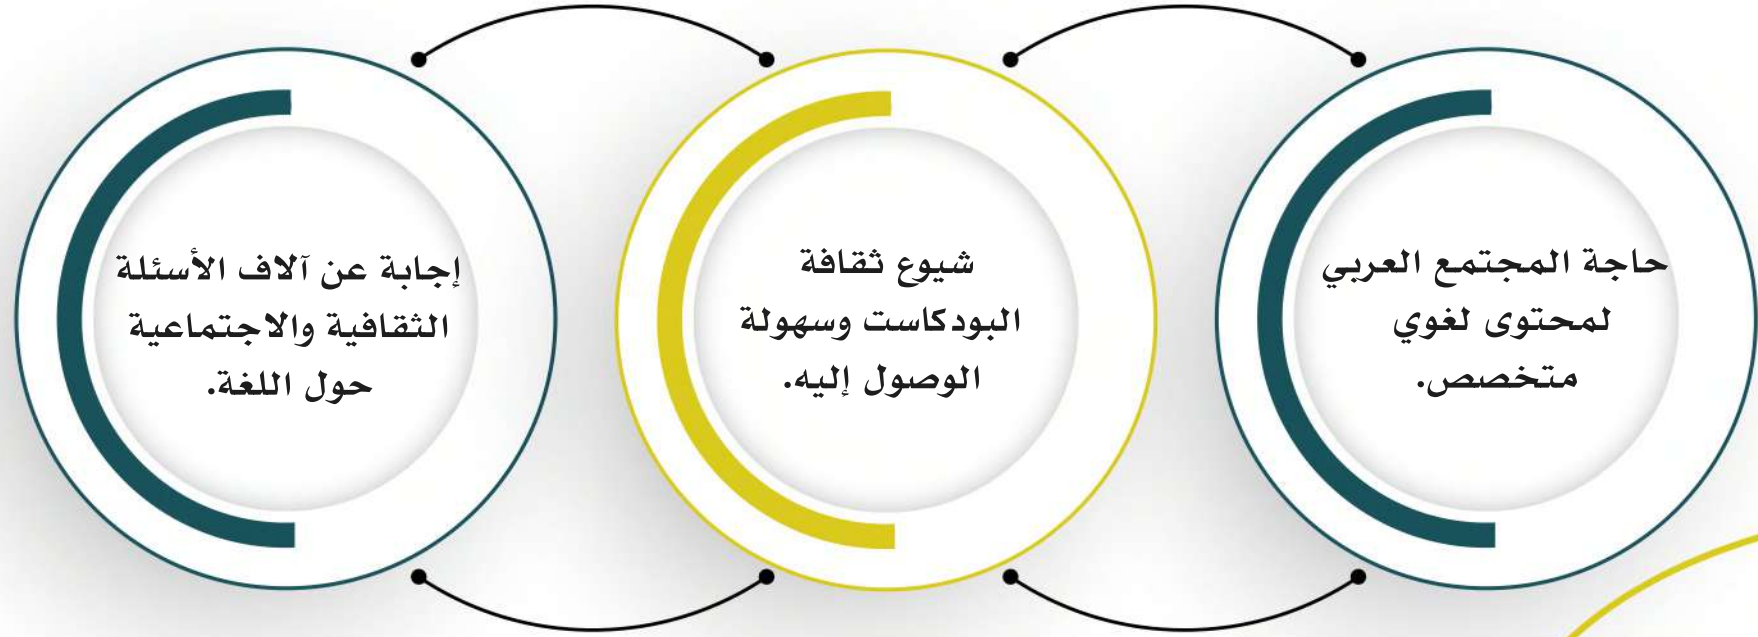 حاجة المجتمع العربي
لمحتوى لغوي
متخصص.
شيوع ثقافة
البودكاست وسهولة
الوصول إليه.
إجابة عن آلاف الأسئلة
الثقافية والاجتماعية
حول اللغة.